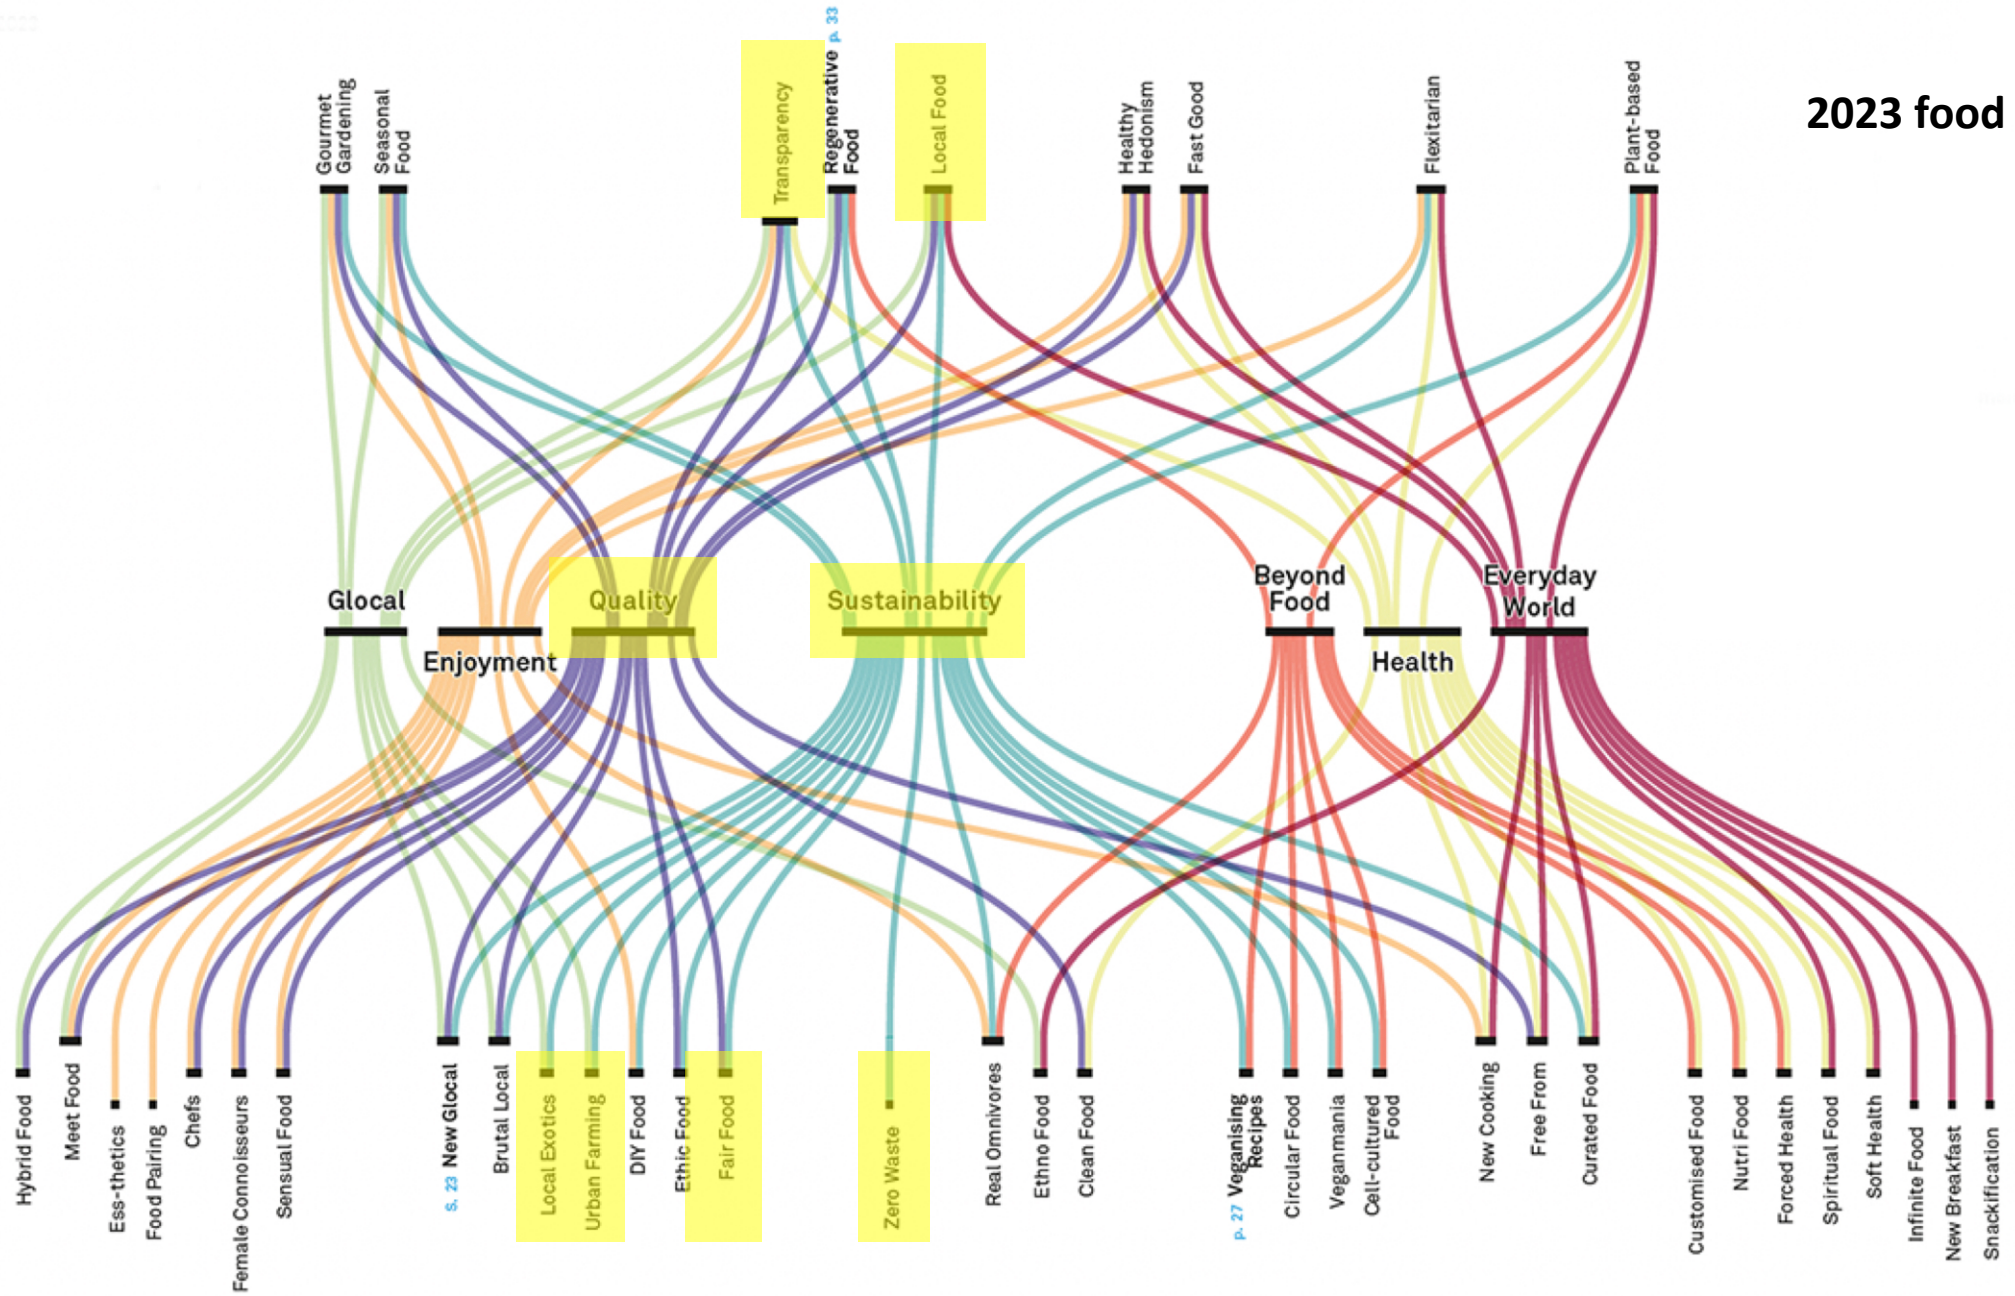 p. 33
Gourmet
Gardening
Seasonal
Food
Transparency
Regenerative
Food
Local Food
Healthy
Hedonism
Fast Good
Flexitarian
Plant-based
Food
2023 food
Glocal
Enjoyment
Quality
Sustainability
Beyond
Food
Health
Everyday
World
Hybrid Food
Meet Food
Ess-thetics
Food Pairing
Chefs
Female Connoisseurs
Sensual Food
s. 23 New Glocal
Brutal Local
Local Exotics
Urban Farming
DIY Food
Ethic Food
Fair Food
Zero Waste
Real Omnivores
Ethno Food
Clean Food
p. 27 Veganising
Recipes
Circular Food
Veganmania
Cell-cultured
Food
New Cooking
Free From
Curated Food
Customised Food
Nutri Food
Forced Health
Spiritual Food
Soft Health
Infinite Food
New Breakfast
Snackification